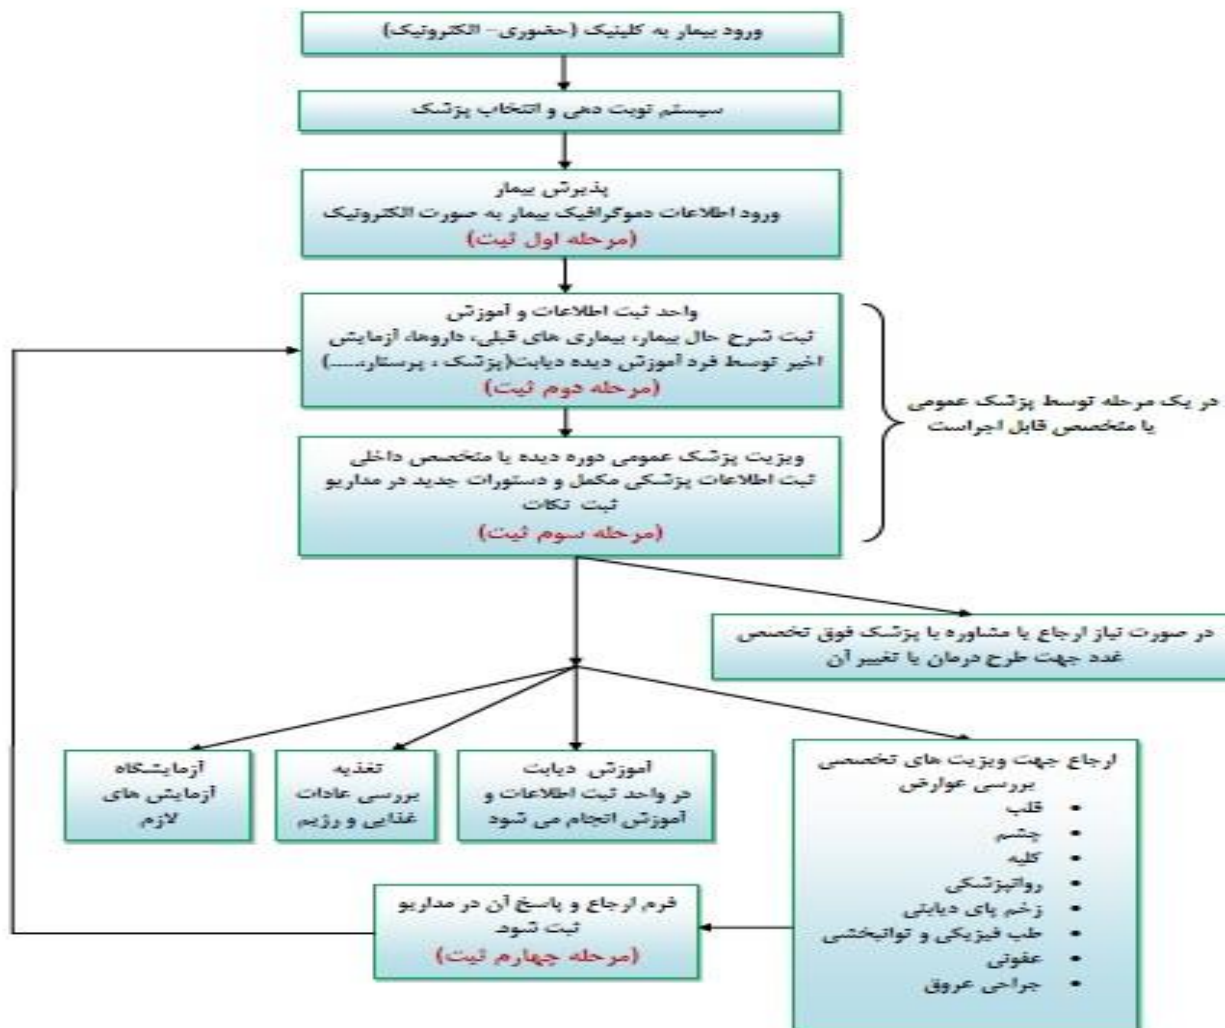 ورود بیمار به کلینیک (حضوری- الکترونیک)
سیستم نوبت دهی و انتخاب پزشک
پذیرش بیمار
ورود اطلاعات دموگرافیک بیمار به صورت الکترونیک
(مرحله اول ثبت)
واحد ثبت اطلاعات و آموزش
ثبت شرح حال بیمار، بیماری های قبلی، داروها، آزمایش
اخیر توسط فرد آموزش دیده دیابت(پزشک ، پرستار،.....)
(مرحله دوم ثبت)
در یک مرحله توسط پزشک عمومی
یا متخصص قابل اجراست
ویزیت پزشک عمومی دوره دیده یا متخصص داخلی
ثبت اطلاعات پزشکی مکمل و دستورات جدید در مداریو
ثبت نکات
(مرحله سوم ثبت)
در صورت نیاز ارجاع یا مشاوره با پزشک فوق تخصص
غدد جهت طرح درمان یا تغییر آن
ارجاع جهت ویزیت های تخصصی
بررسی عوارض
• قلب
• چشم
• کلیه
• روانپزشکی
• زخم پای دیابتی
• طب فیزیکی و توانبخشی
• عفونی
• جراحی عروق
آموزش دیابت
در واحد ثبت اطلاعات و
آموزش انجام می شود
تغذیه
بررسی عادات
غذایی و رژیم
آزمایشگاه
آزمایش های
لازم
فرم ارجاع و پاسخ آن در مداریو
ثبت شود.
(مرحله چهارم ثبت)